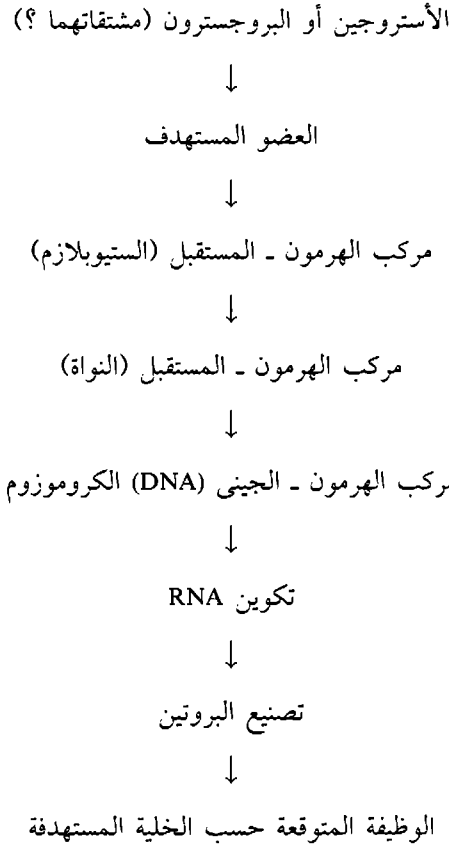 الأستروجين أو البروجسترون (مشتقاتهما ؟)
↓
العضو المستهدف
↓
مركب الهرمون ـ المستقبل (الستيوبلازم)
↓
مركب الهرمون ـ المستقبل (النواة)
↓
مركب الهرمون ـ الجينى (DNA) الكروموزوم
↓
تكوين RNA
↓
تصنيع البروتين
↓
الوظيفة المتوقعة حسب الخلية المستهدفة